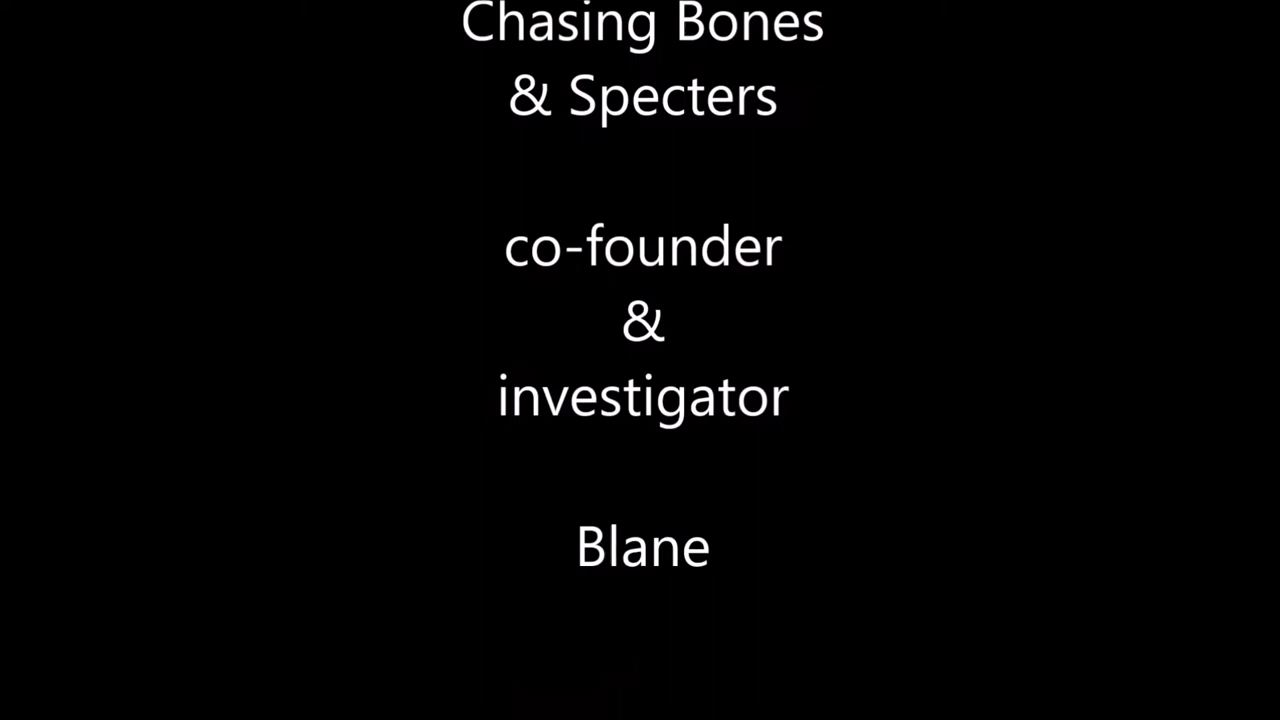 Chasing Bones
& Specters
co-founder
&
investigator
Blane